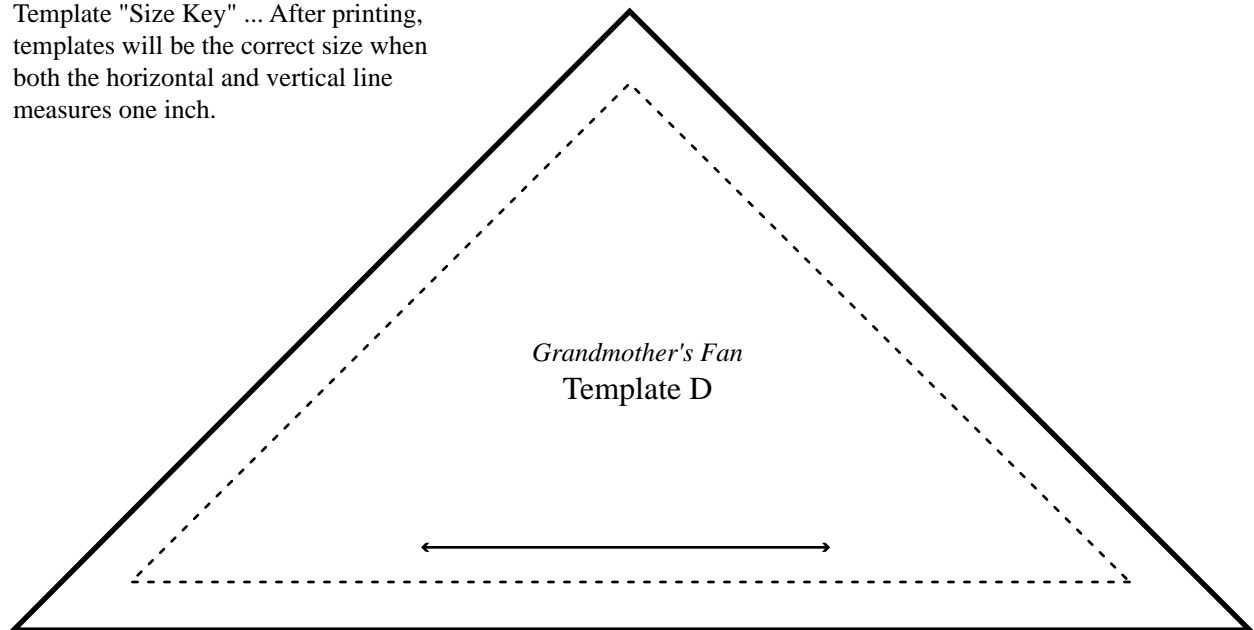 Template "Size Key" ... After printing,
templates will be the correct size when
both the horizontal and vertical line
measures one inch.
Grandmother's Fan
Template D